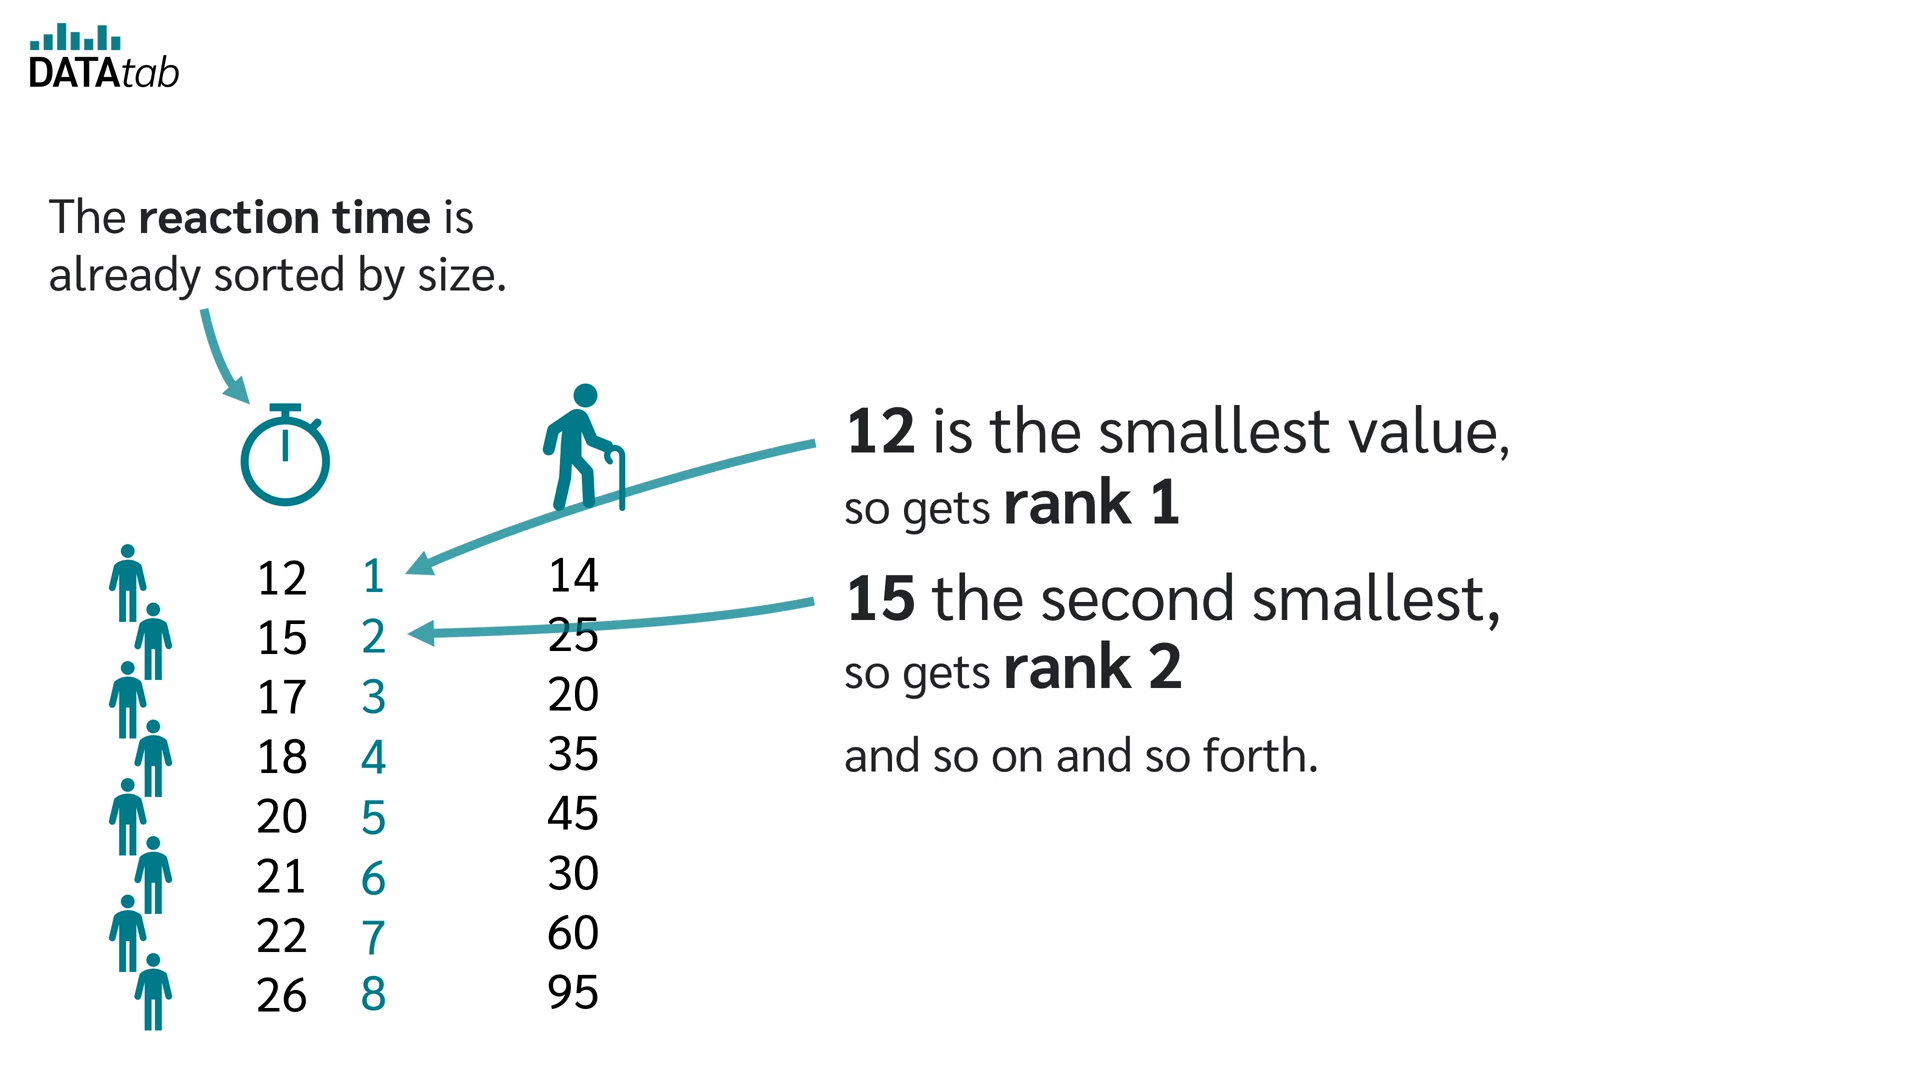 DATAtab
The reaction time is
already sorted by size.
12 is the smallest value,
so gets rank 1
15 the second smallest,
so gets rank 2
and so on and so forth.
12 1 14
15 2 25
17 3 20
18 4 35
20 5 45
21 6 30
22 7 60
26 8 95